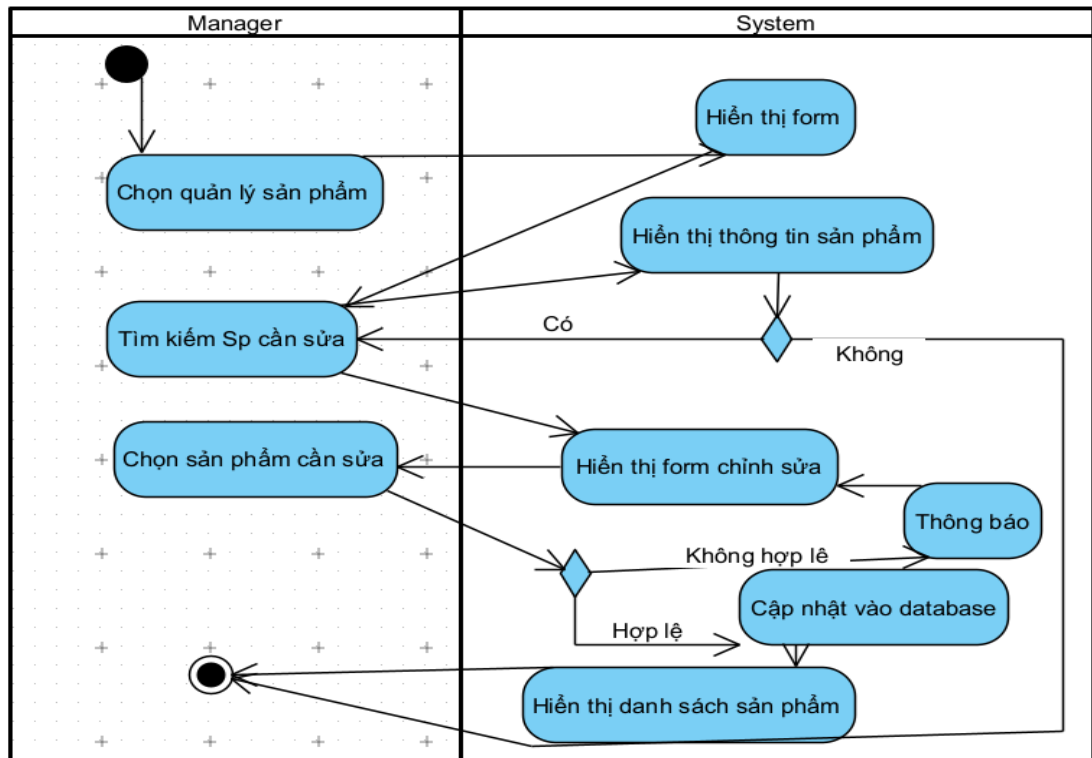 Manager
System
Hiển thị form
Chọn quản lý sản phẩm
Hiển thị thông tin sản phẩm
Có
Tìm kiếm Sp cần sửa
Không
Chọn sản phẩm cần sửa
Hiển thị form chỉnh sửa
Thông báo
Không hợp lê
Cập nhật vào database
Hợp lệ
Hiển thị danh sách sản phẩm